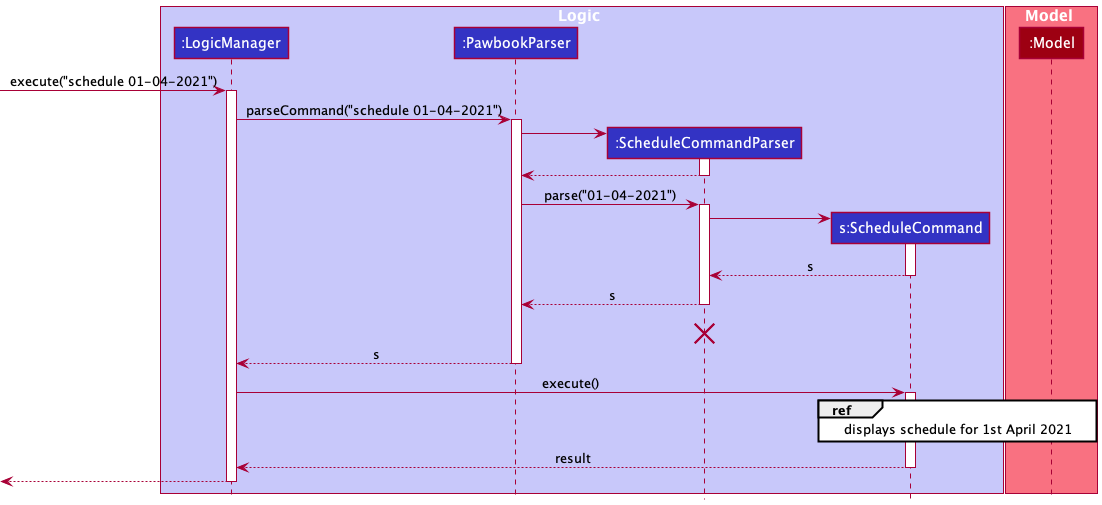 Logic
Model
:LogicManager
:PawbookParser
:Model
execute("schedule 01-04-2021")
parseCommand("schedule 01-04-2021")
:ScheduleCommandParser
parse("01-04-2021")
s:ScheduleCommand
s
s
s
execute()
ref
displays schedule for 1st April 2021
result